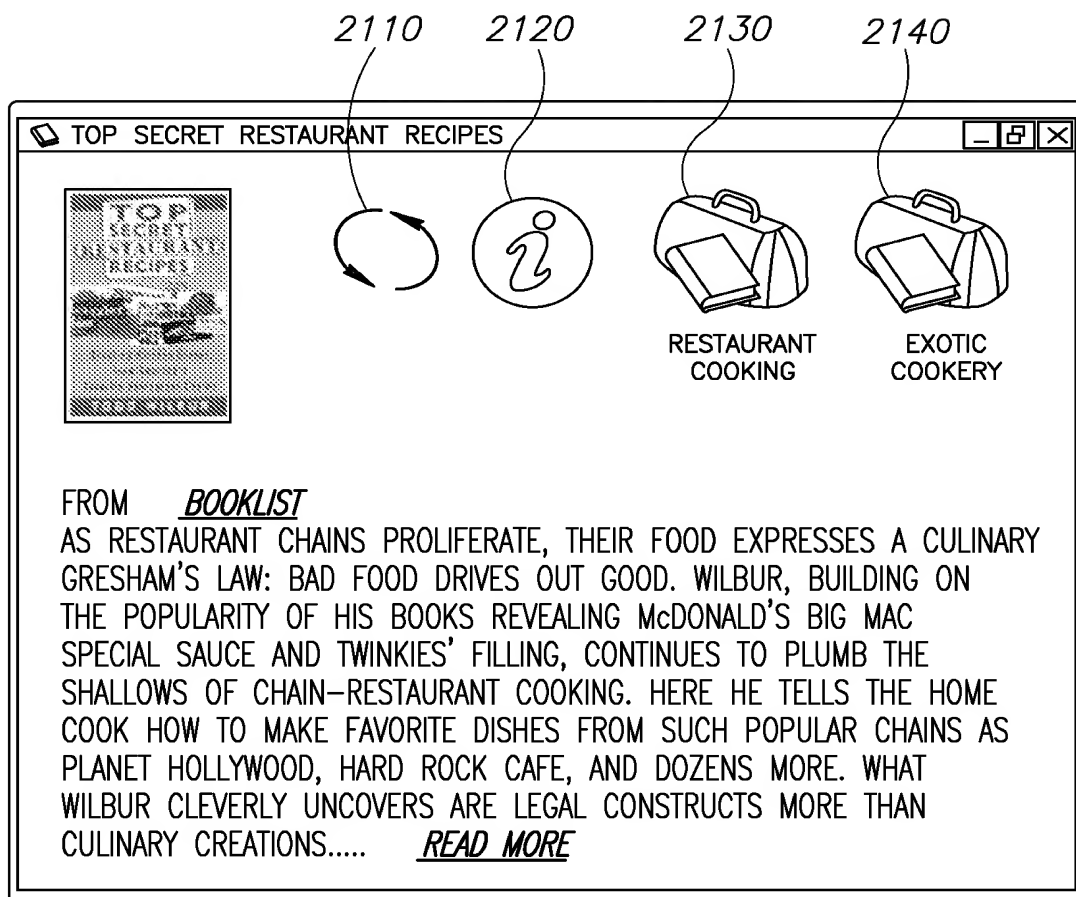 2110 2120 2130 2140
TOP SECRET RESTAURANT RECIPES
TOP
SECRET
RESTAURANT
RECIPES
RESTAURANT
COOKING
EXOTIC
COOKERY
FROM BOOKLIST
AS RESTAURANT CHAINS PROLIFERATE, THEIR FOOD EXPRESSES A CULINARY
GRESHAM'S LAW: BAD FOOD DRIVES OUT GOOD. WILBUR, BUILDING ON
THE POPULARITY OF HIS BOOKS REVEALING McDONALD'S BIG MAC
SPECIAL SAUCE AND TWINKIES' FILLING, CONTINUES TO PLUMB THE
SHALLOWS OF CHAIN-RESTAURANT COOKING. HERE HE TELLS THE HOME
COOK HOW TO MAKE FAVORITE DISHES FROM SUCH POPULAR CHAINS AS
PLANET HOLLYWOOD, HARD ROCK CAFE, AND DOZENS MORE. WHAT
WILBUR CLEVERLY UNCOVERS ARE LEGAL CONSTRUCTS MORE THAN
CULINARY CREATIONS..... READ MORE